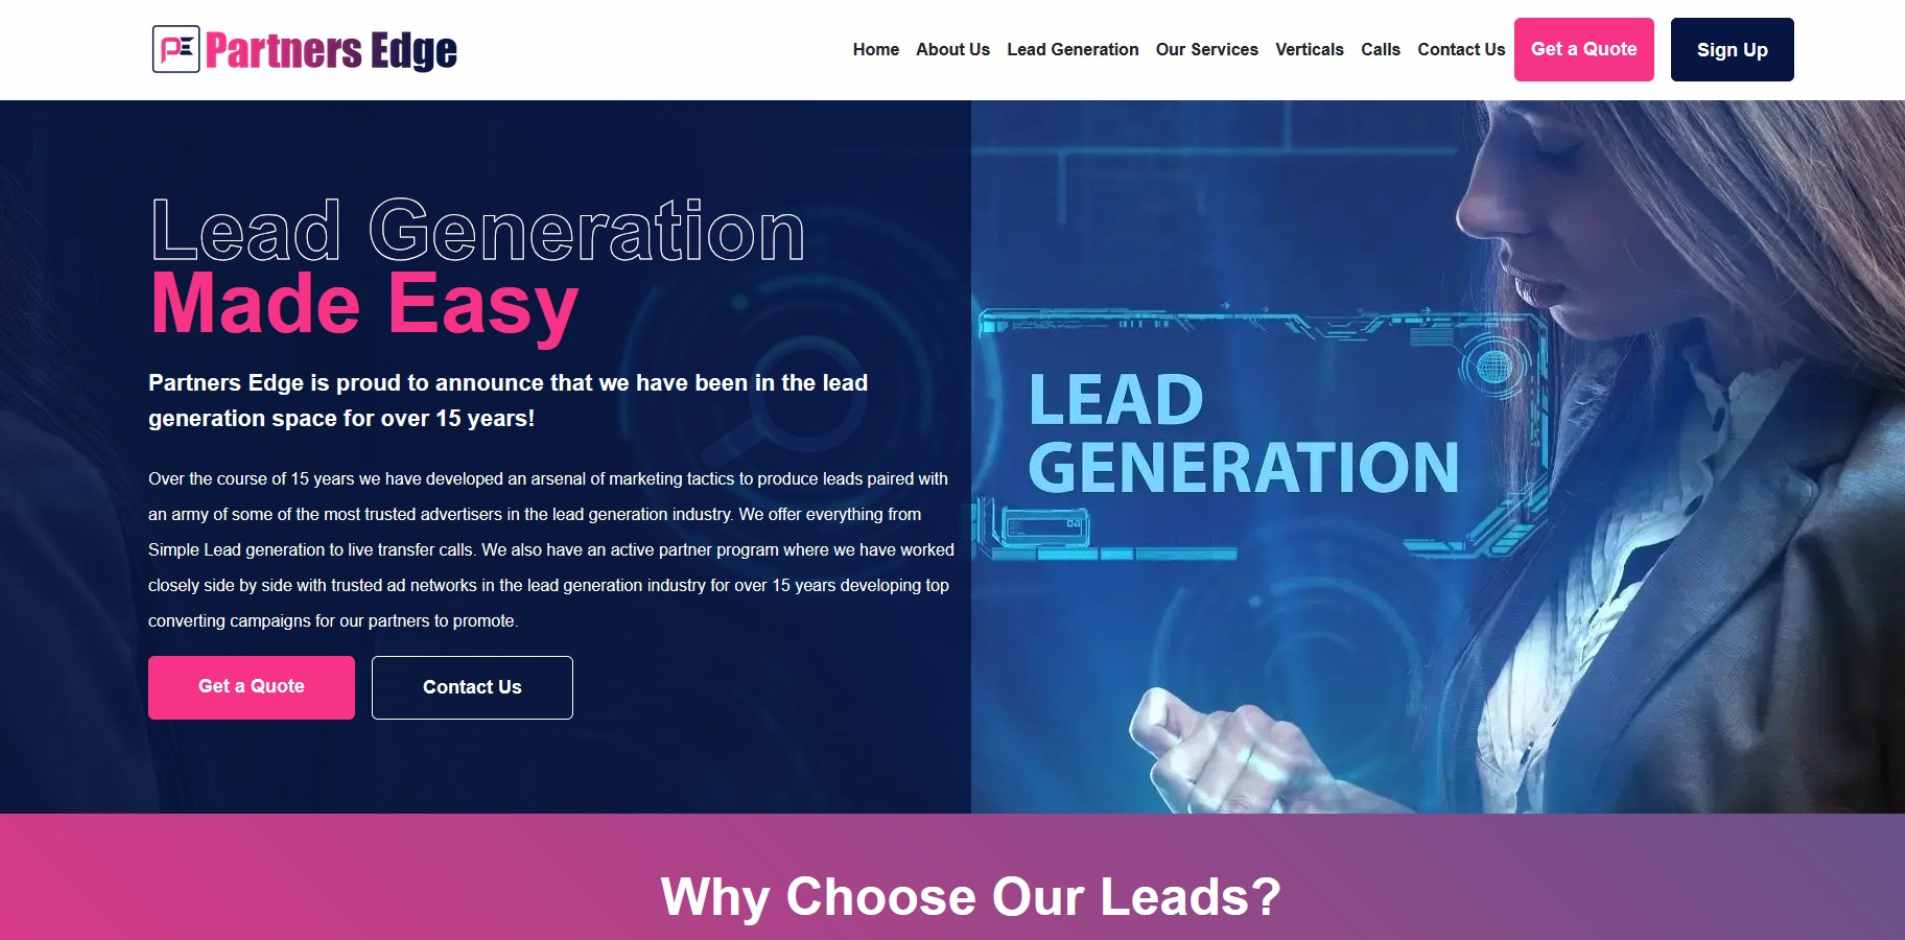 PE Partners Edge
Home About Us Lead Generation Our Services Verticals Calls Contact Us Get a Quote Sign Up
Lead Generation
Made Easy
Partners Edge is proud to announce that we have been in the lead
generation space for over 15 years!
Over the course of 15 years we have developed an arsenal of marketing tactics to produce leads paired with
an army of some of the most trusted advertisers in the lead generation industry. We offer everything from
Simple Lead generation to live transfer calls. We also have an active partner program where we have worked
closely side by side with trusted ad networks in the lead generation industry for over 15 years developing top
converting campaigns for our partners to promote.
Get a Quote Contact Us
LEAD
GENERATION
Why Choose Our Leads?